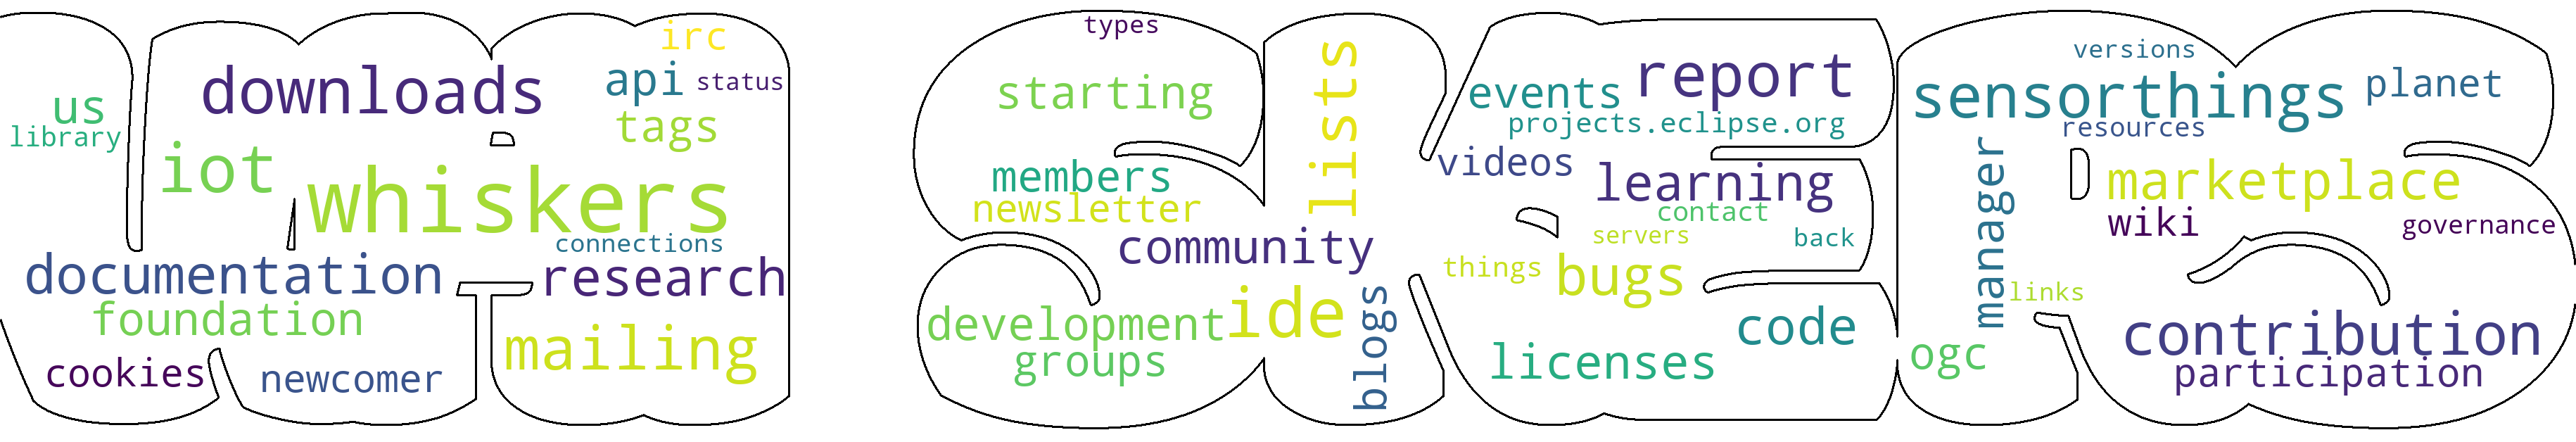 irc
downloads
api
status
us
library
tags
iot
whiskers
connections
documentation
research
foundation
mailing
cookies
newcomer
types
starting
lists
members
newsletter
community
development
ide
groups
blogs
events
report
projects.eclipse.org
videos
learning
contact
servers
back
things
bugs
code
licenses
versions
sensorthings
planet
resources
manager
marketplace
wiki
governance
links
contribution
ogc
participation